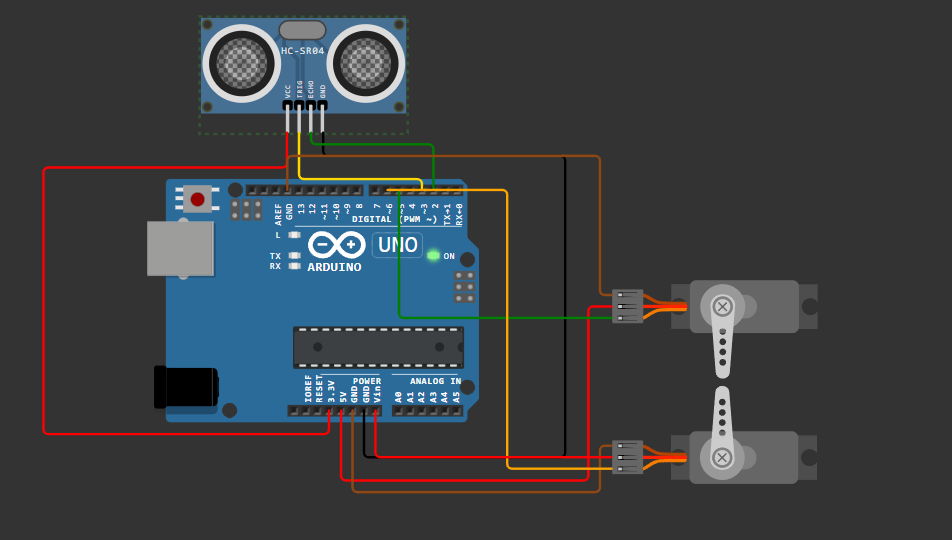 HC-SR04
VCC
TRIG
ECHO
GND
AREF
GND
13
12
~11
~10
~9
8
7
~6
~5
4
~3
2
TX→1
RX←0
DIGITAL (PWM ~)
L
TX
RX
UNO
ON
ARDUINO
IOREF
RESET
3.3V
5V
GND
GND
Vin
POWER
ANALOG IN
A0
A1
A2
A3
A4
A5